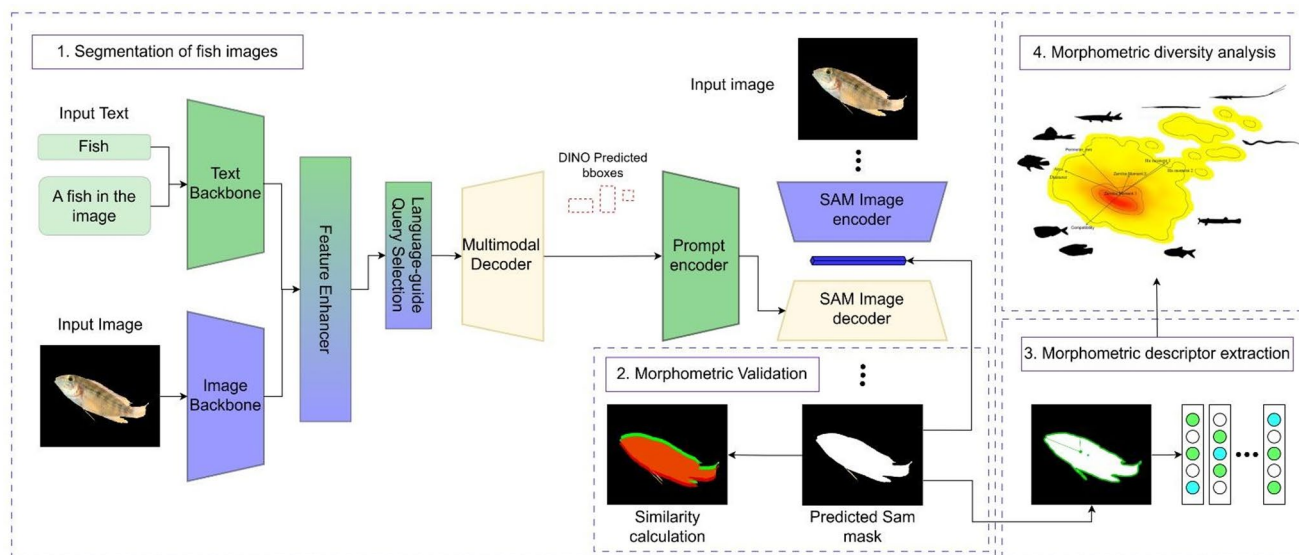 1. Segmentation of fish images
Input Text
Fish
A fish in the
image
Text
Backbone
Input Image
Image
Backbone
Feature Enhancer
Language-guide
Query Selection
Multimodal
Decoder
DINO Predicted
bboxes
Prompt
encoder
Input image
SAM Image
encoder
SAM Image
decoder
2. Morphometric Validation
Similarity
calculation
Predicted Sam
mask
3. Morphometric descriptor extraction
4. Morphometric diversity analysis